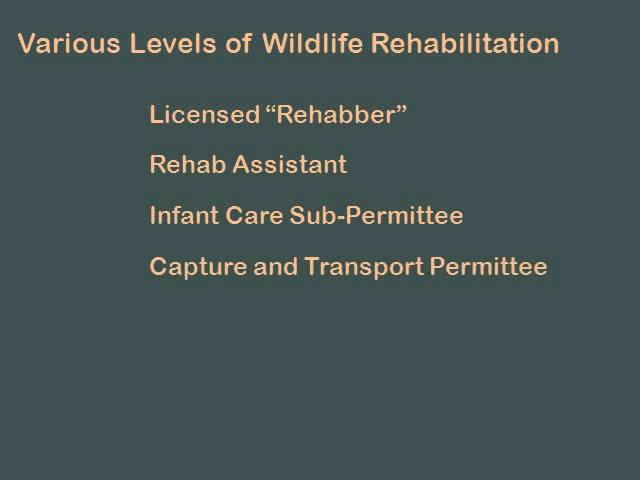 Various Levels of Wildlife Rehabilitation
Licensed “Rehabber”
Rehab Assistant
Infant Care Sub-Permittee
Capture and Transport Permittee